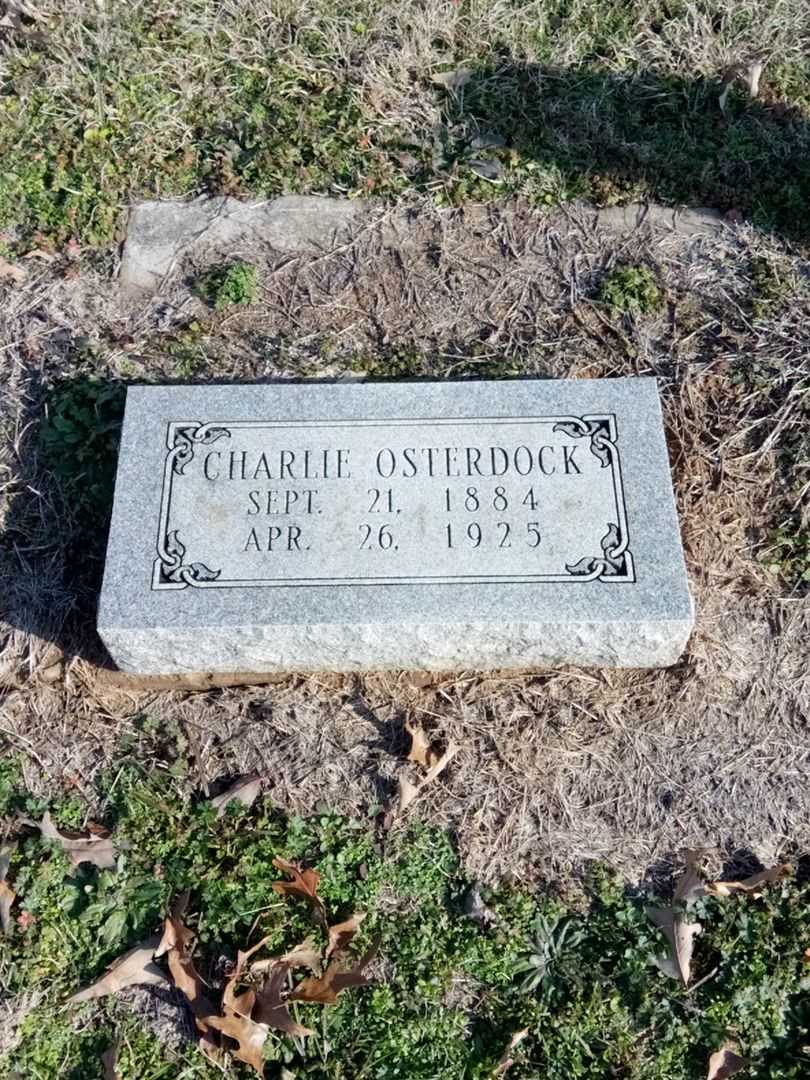 CHARLIE OSTERDOCK
SEPT. 21, 1884
APR. 26, 1925